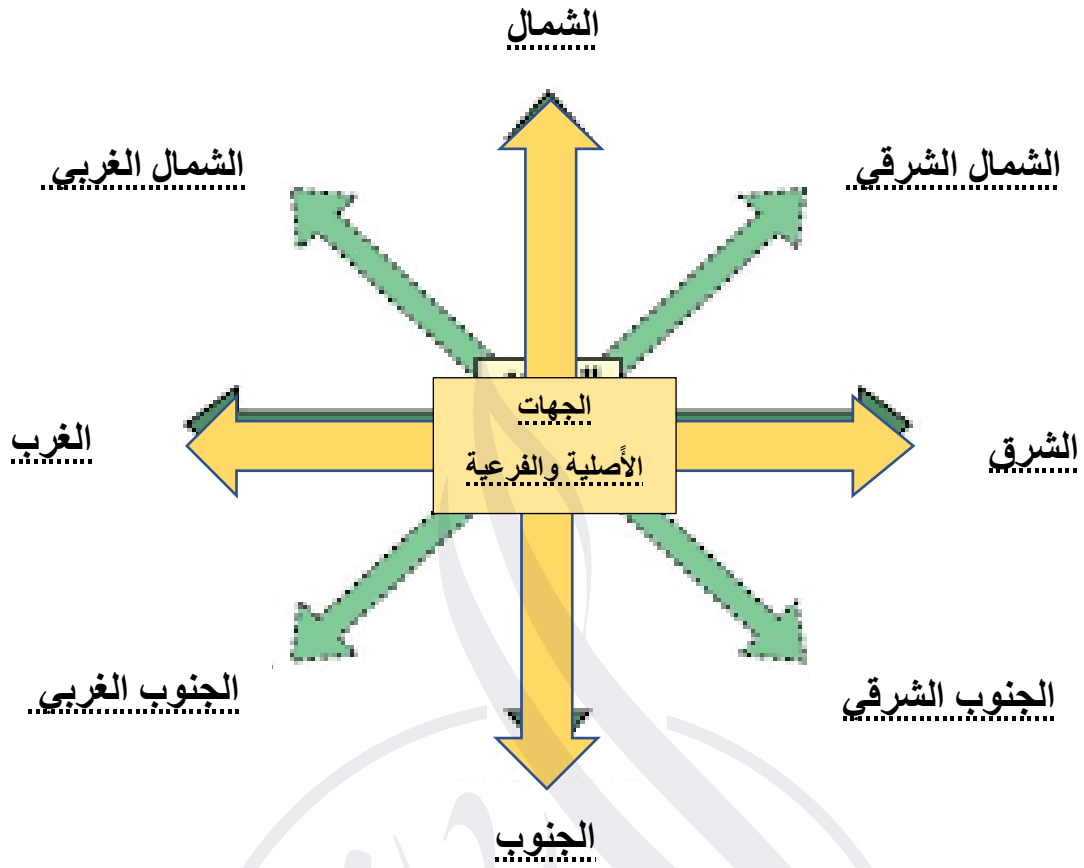 الشمال
الشمال الشرقي
الشمال الغربي
الجهات
الأَصلية والفرعية
الشرق
الغرب
الجنوب الشرقي
الجنوب الغربي
الجنوب